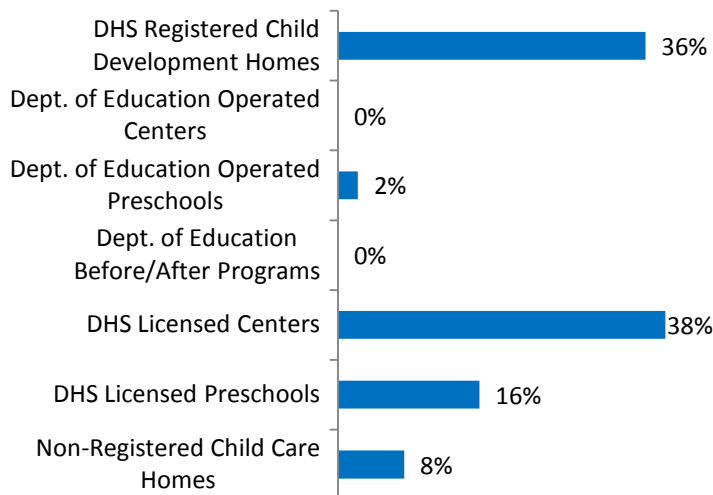 DHS Registered Child
Development Homes
36%
Dept. of Education Operated
Centers
0%
Dept. of Education Operated
Preschools
2%
Dept. of Education
Before/After Programs
0%
DHS Licensed Centers
38%
DHS Licensed Preschools
16%
Non-Registered Child Care
Homes
8%